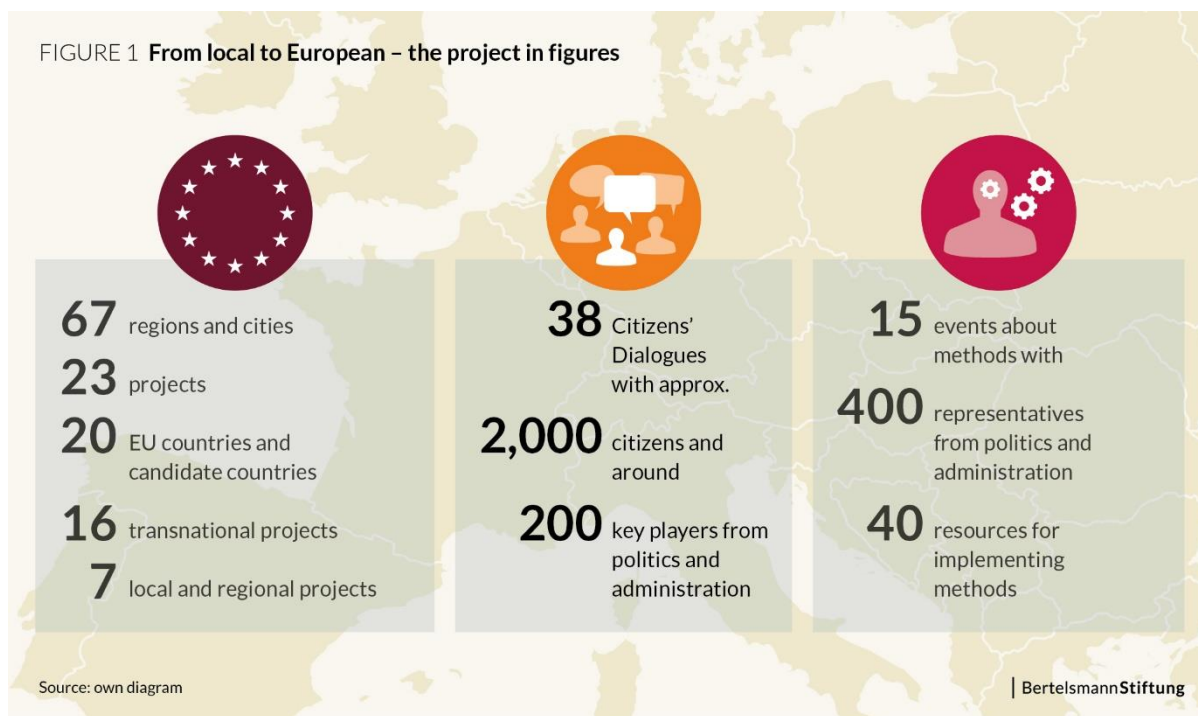 FIGURE 1 From local to European – the project in figures
67 regions and cities
23 projects
20 EU countries and
candidate countries
16 transnational projects
7 local and regional projects
38 Citizens’
Dialogues
with approx.
2,000 citizens and
around
200 key players from
politics and
administration
15 events about
methods with
400 representatives
from politics and
administration
40 resources for
implementing
methods
Source: own diagram
BertelsmannStiftung